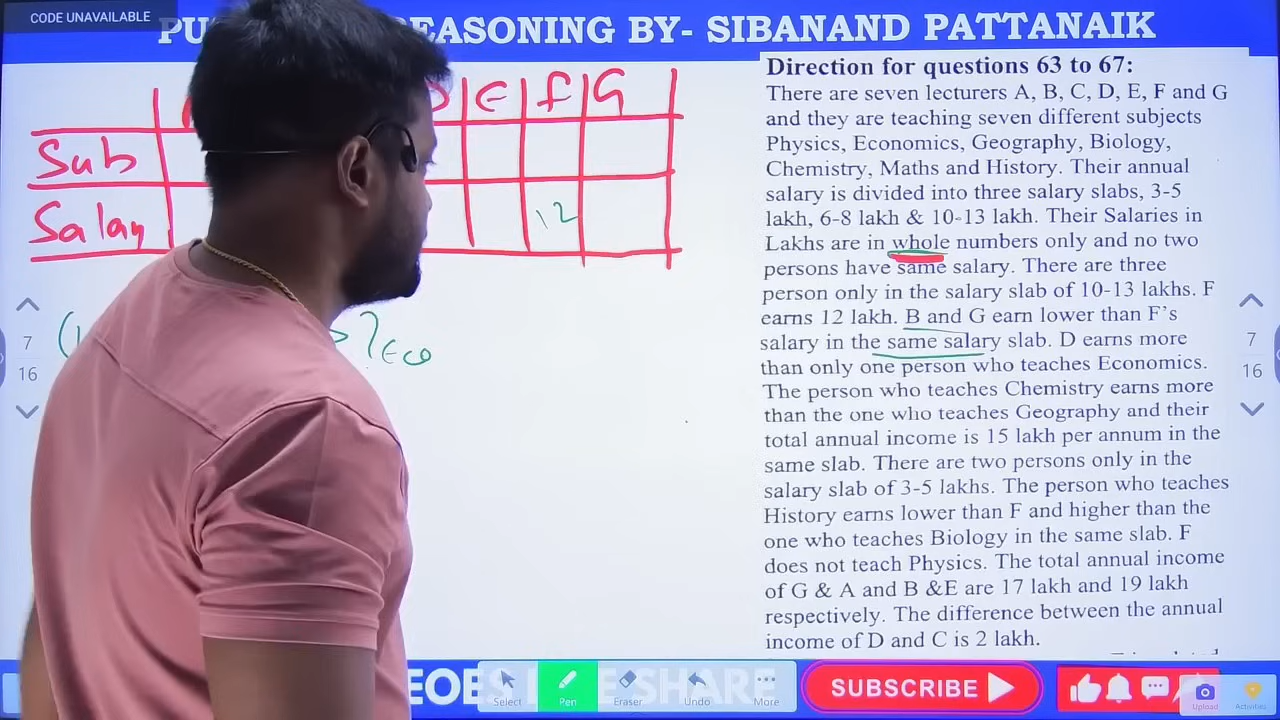 CODE UNAVAILABLE
EASONING BY- SIBANAND PATTANAIK
E F G
Sub
Salary 12
Eco
Direction for questions 63 to 67:
There are seven lecturers A, B, C, D, E, F and G
and they are teaching seven different subjects
Physics, Economics, Geography, Biology,
Chemistry, Maths and History. Their annual
salary is divided into three salary slabs, 3-5
lakh, 6-8 lakh & 10-13 lakh. Their Salaries in
Lakhs are in whole numbers only and no two
persons have same salary. There are three
person only in the salary slab of 10-13 lakhs. F
earns 12 lakh. B and G earn lower than F's
salary in the same salary slab. D earns more
than only one person who teaches Economics.
The person who teaches Chemistry earns more
than the one who teaches Geography and their
total annual income is 15 lakh per annum in the
same slab. There are two persons only in the
salary slab of 3-5 lakhs. The person who teaches
History earns lower than F and higher than the
one who teaches Biology in the same slab. F
does not teach Physics. The total annual income
of G & A and B &E are 17 lakh and 19 lakh
respectively. The difference between the annual
income of D and C is 2 lakh.
7
16
7
16
SHARE
Select
Pen
Eraser
Undo
More
SUBSCRIBE
Upload
Activities